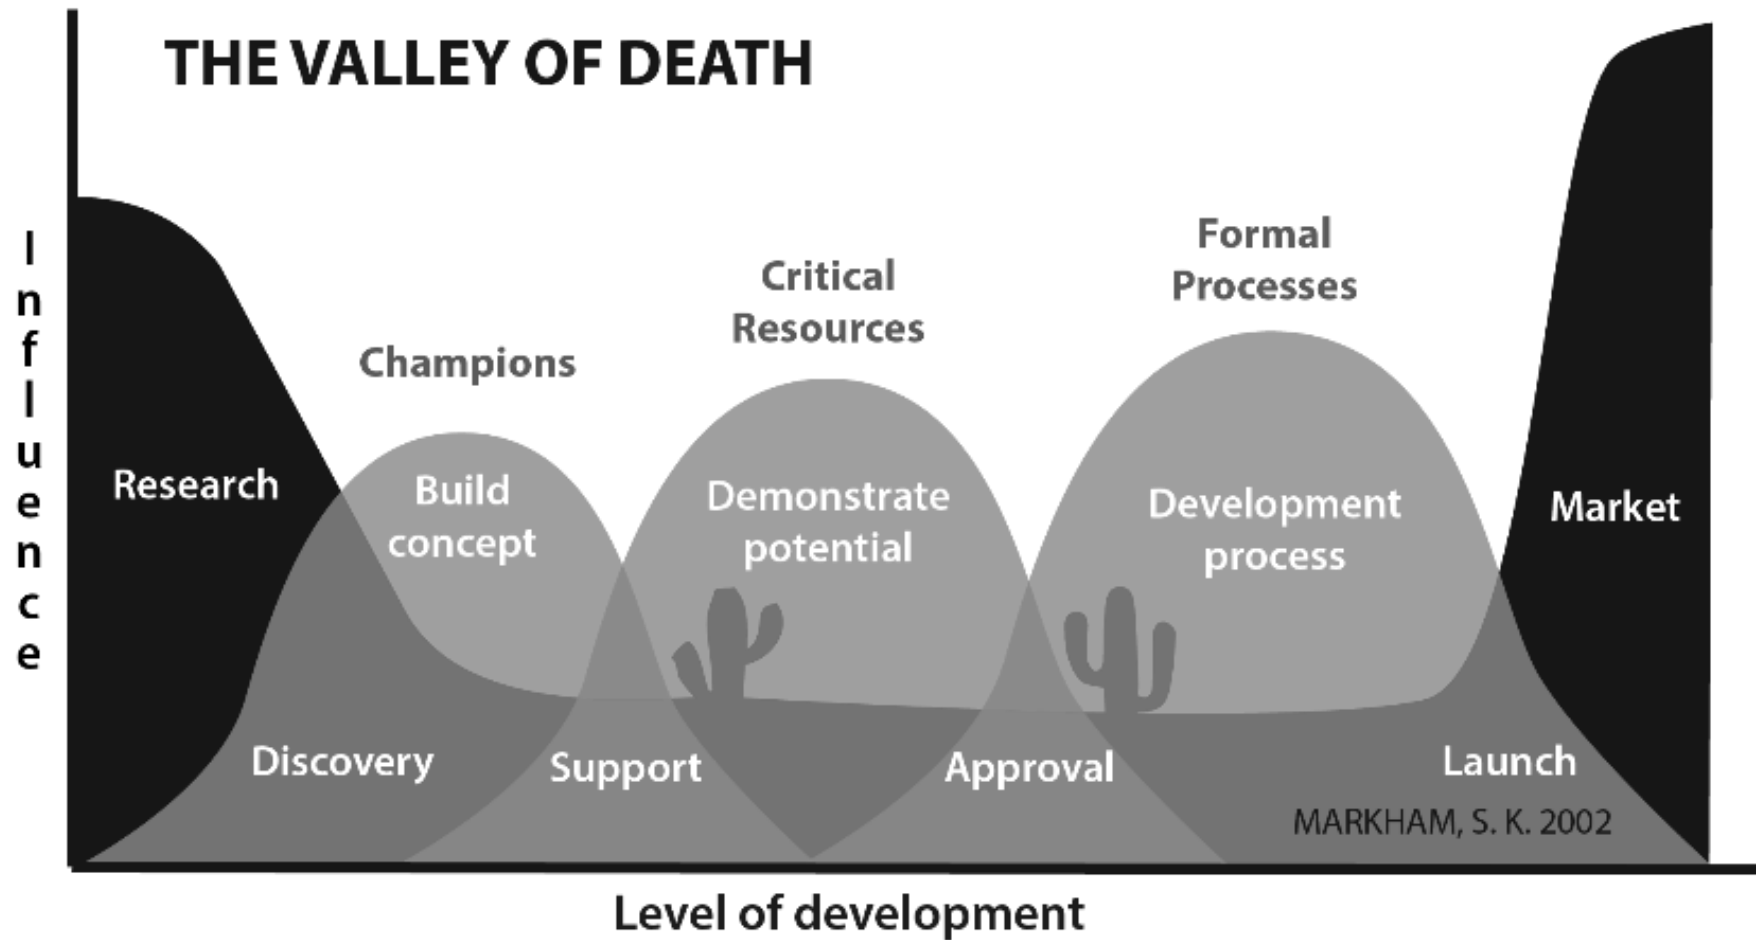 THE VALLEY OF DEATH
Influence
Champions
Critical
Resources
Formal
Processes
Research
Build
concept
Demonstrate
potential
Development
process
Market
Discovery
Support
Approval
Launch
MARKHAM, S. K. 2002
Level of development